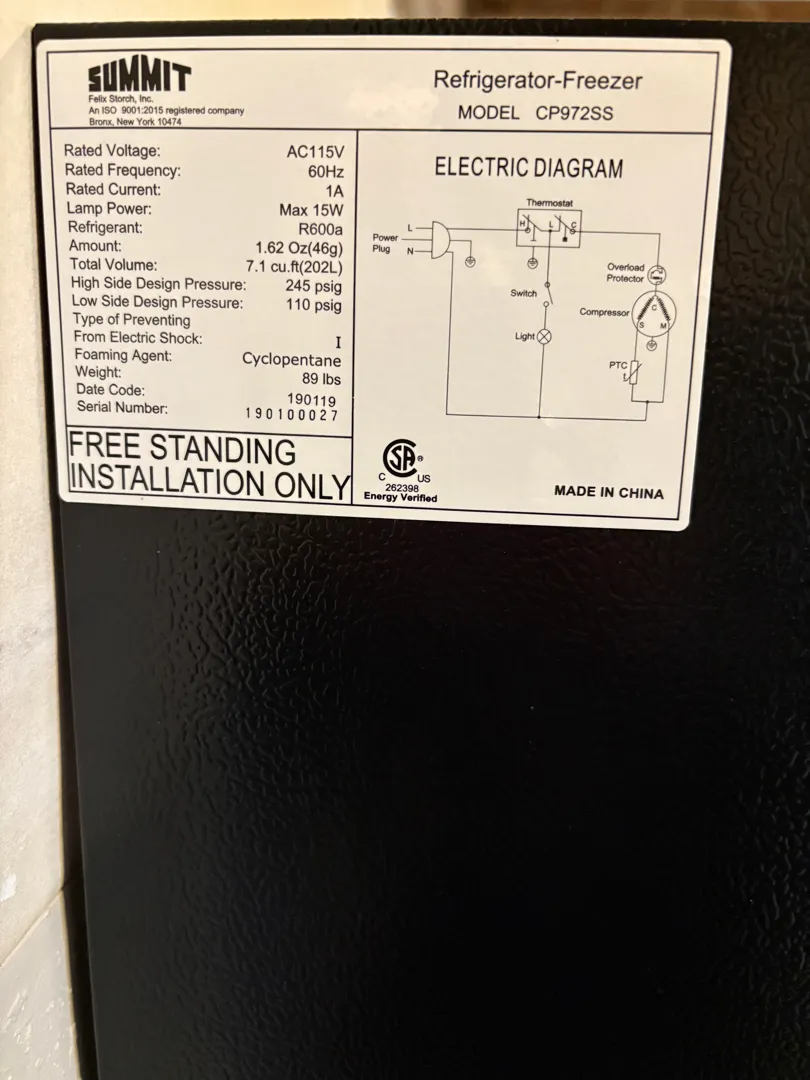 SUMMIT
Felix Storch, Inc.
An ISO 9001:2015 registered company
Bronx, New York 10474
Refrigerator-Freezer
MODEL CP972SS
Rated Voltage: AC115V
Rated Frequency: 60Hz
Rated Current: 1A
Lamp Power: Max 15W
Refrigerant: R600a
Amount: 1.62 Oz(46g)
Total Volume: 7.1 cu.ft(202L)
High Side Design Pressure: 245 psig
Low Side Design Pressure: 110 psig
Type of Preventing
From Electric Shock: I
Foaming Agent: Cyclopentane
Weight: 89 lbs
Date Code: 190119
Serial Number: 190100027
FREE STANDING
INSTALLATION ONLY
ELECTRIC DIAGRAM
Thermostat
H L C
L
Power
Plug
N
Overload
Protector
Switch
Compressor
C
S M
Light
PTC
t
CSA ®
C US
262398
Energy Verified
MADE IN CHINA